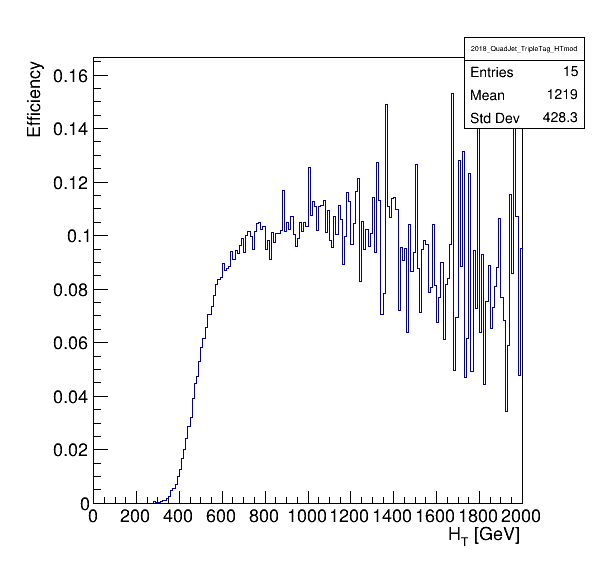 2018_QuadJet_TripleTag_HTmod
Entries 15
Mean 1219
Std Dev 428.3
Efficiency
0.16
0.14
0.12
0.1
0.08
0.06
0.04
0.02
0
0 200 400 600 800 1000 1200 1400 1600 1800 2000
H_T [GeV]